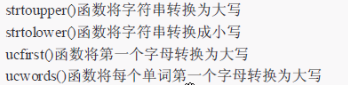 strtoupper()函数将字符串转换为大写
strtolower()函数将字符串转换成小写
ucfirst()函数将第一个字母转换为大写
ucwords()函数将每个单词第一个字母转换为大写